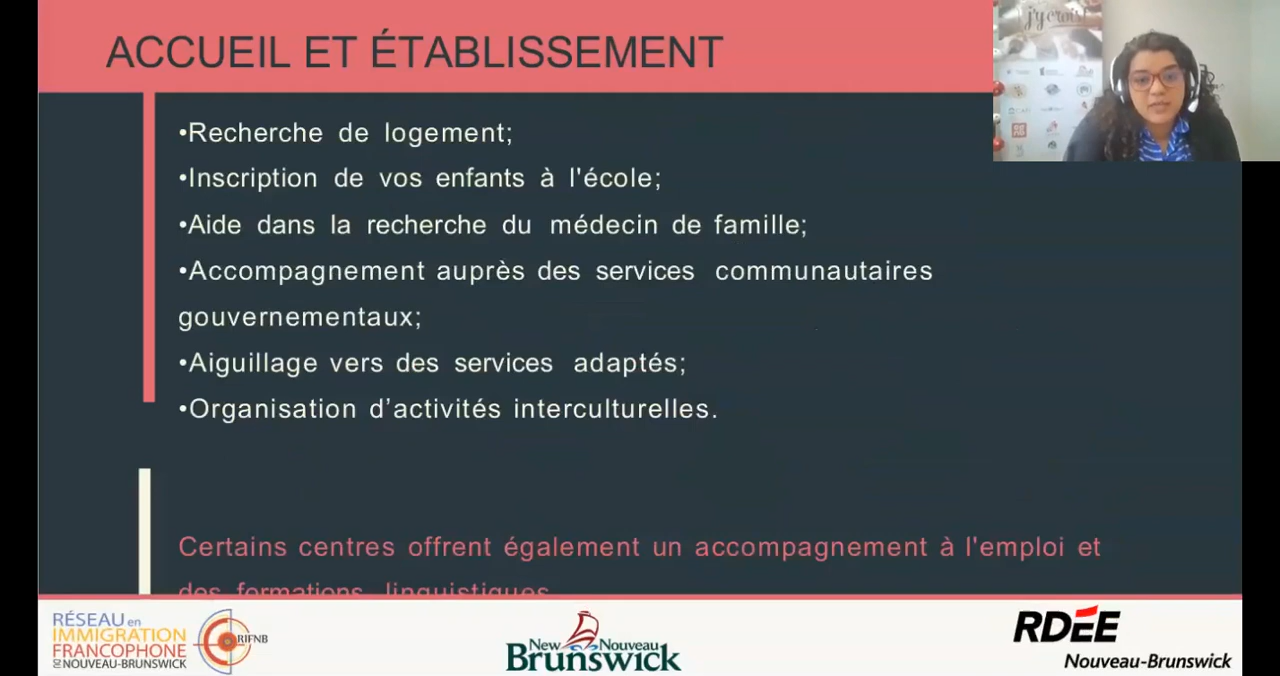 ACCUEIL ET ÉTABLISSEMENT
j'y crois!
•Recherche de logement;
•Inscription de vos enfants à l'école;
•Aide dans la recherche du médecin de famille;
•Accompagnement auprès des services communautaires
gouvernementaux;
•Aiguillage vers des services adaptés;
•Organisation d’activités interculturelles.
Certains centres offrent également un accompagnement à l'emploi et
des formations linguistiques
RÉSEAU en
IMMIGRATION
FRANCOPHONE
DU NOUVEAU-BRUNSWICK
RIFNB
New Nouveau
Brunswick
RDÉE
Nouveau-Brunswick